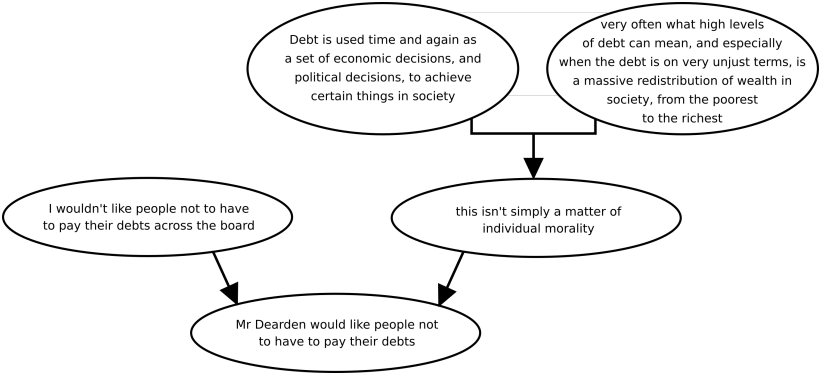 Debt is used time and again as
a set of economic decisions, and
political decisions, to achieve
certain things in society
very often what high levels
of debt can mean, and especially
when the debt is on very unjust terms, is
a massive redistribution of wealth in
society, from the poorest
to the richest
I wouldn't like people not to have
to pay their debts across the board
this isn't simply a matter of
individual morality
Mr Dearden would like people not
to have to pay their debts